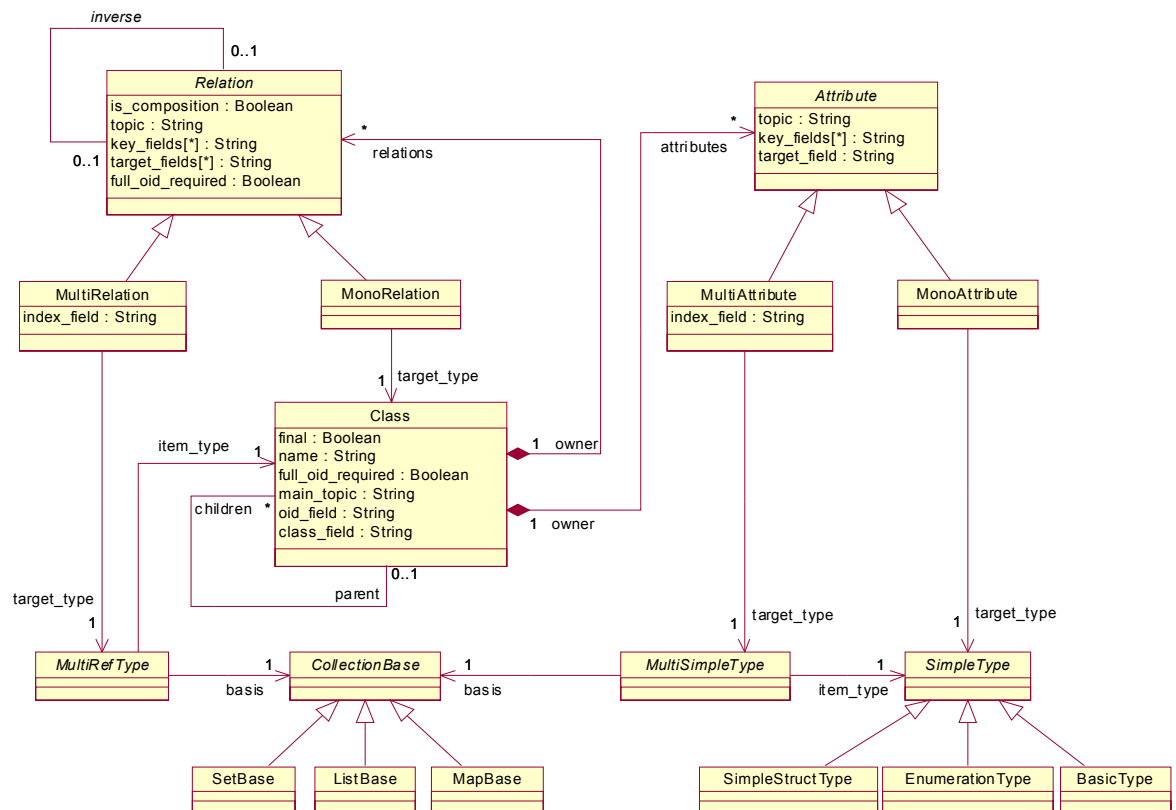 inverse
0..1
Relation
is_composition : Boolean
topic : String
key_fields[*] : String
target_fields[*] : String
full_oid_required : Boolean
0..1
*
relations
Attribute
topic : String
key_fields[*] : String
target_field : String
*
attributes
MultiRelation
index_field : String
MonoRelation
MultiAttribute
index_field : String
MonoAttribute
1
target_type
Class
final : Boolean
name : String
full_oid_required : Boolean
main_topic : String
oid_field : String
class_field : String
item_type
1
1
owner
1
owner
children
*
0..1
parent
target_type
1
target_type
1
target_type
1
MultiRefType
1
basis
CollectionBase
1
basis
MultiSimpleType
1
item_type
SimpleType
SetBase
ListBase
MapBase
SimpleStructType
EnumerationType
BasicType